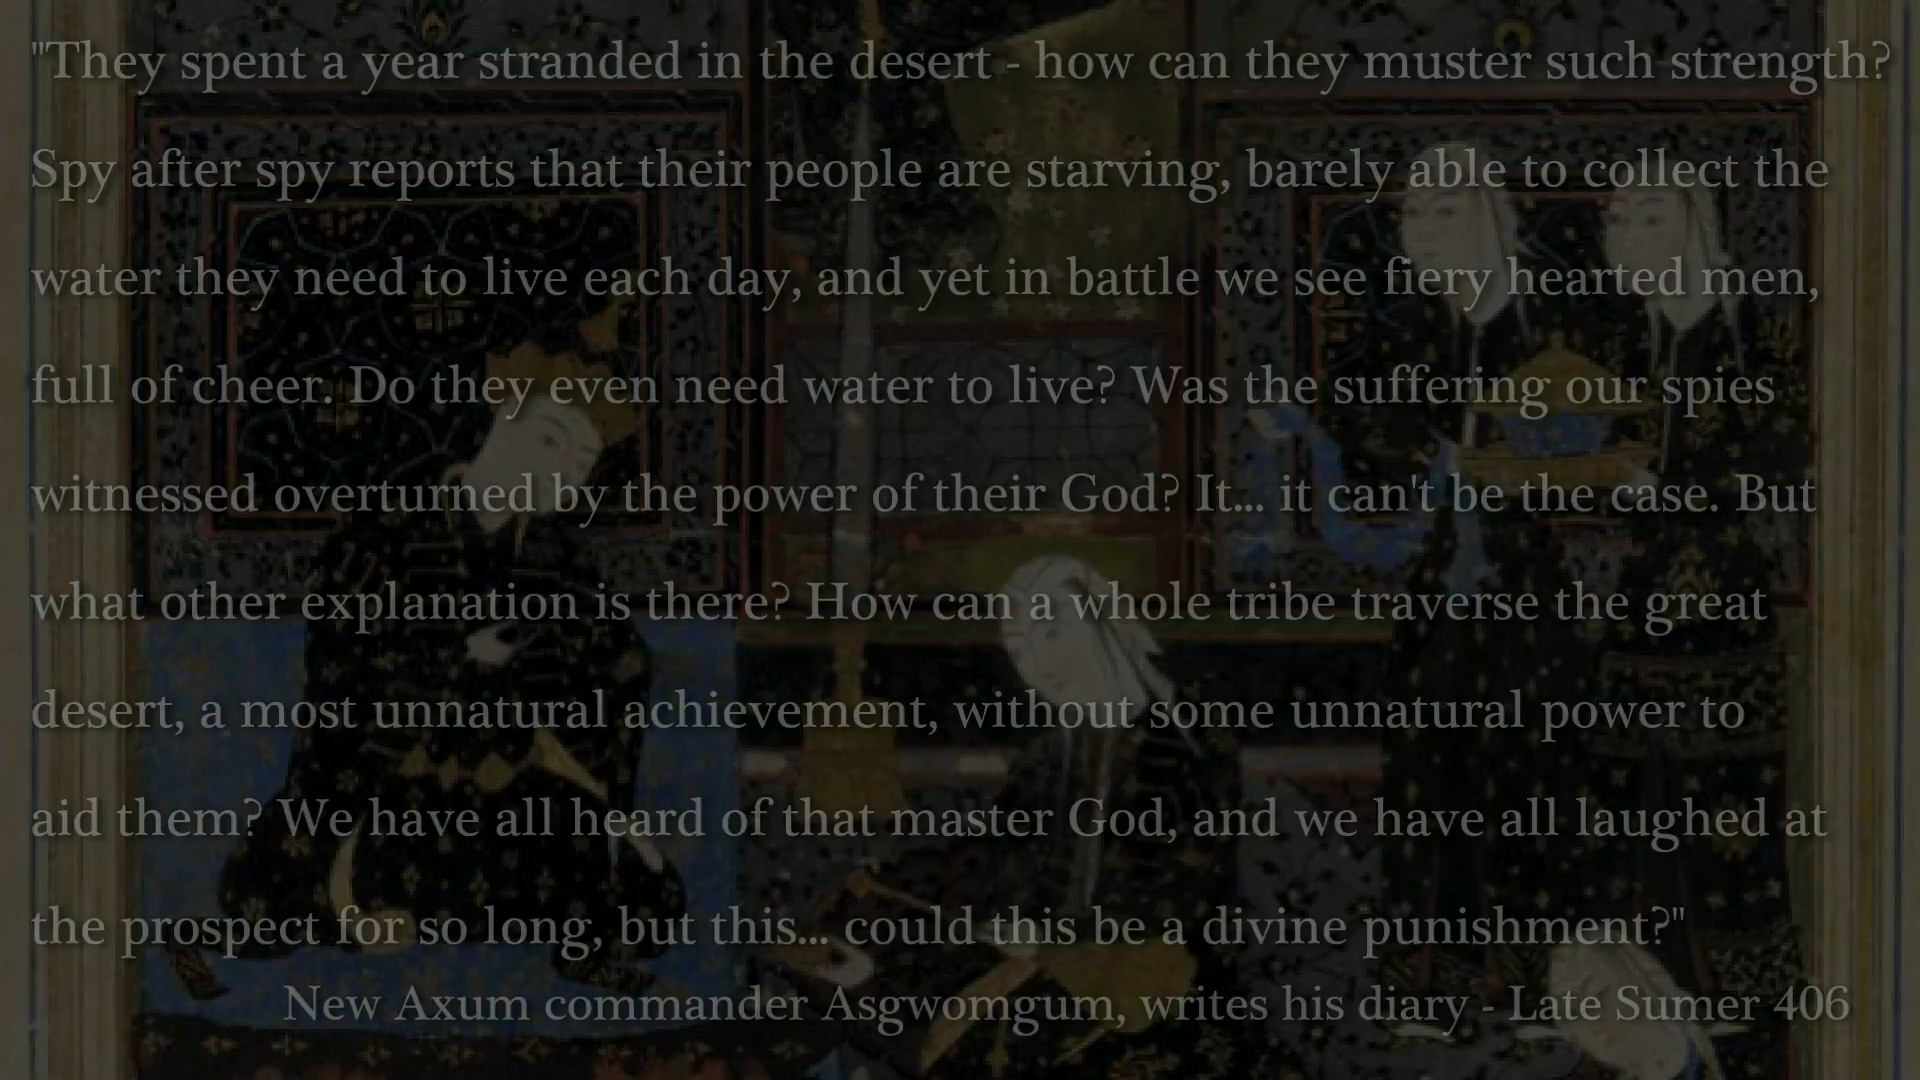 "They spent a year stranded in the desert - how can they muster such strength?
Spy after spy reports that their people are starving, barely able to collect the
water they need to live each day, and yet in battle we see fiery hearted men,
full of cheer. Do they even need water to live? Was the suffering our spies
witnessed overturned by the power of their God? It... it can't be the case. But
what other explanation is there? How can a whole tribe traverse the great
desert, a most unnatural achievement, without some unnatural power to
aid them? We have all heard of that master God, and we have all laughed at
the prospect for so long, but this... could this be a divine punishment?"
New Axum commander Asgwomgum, writes his diary - Late Sumer 406